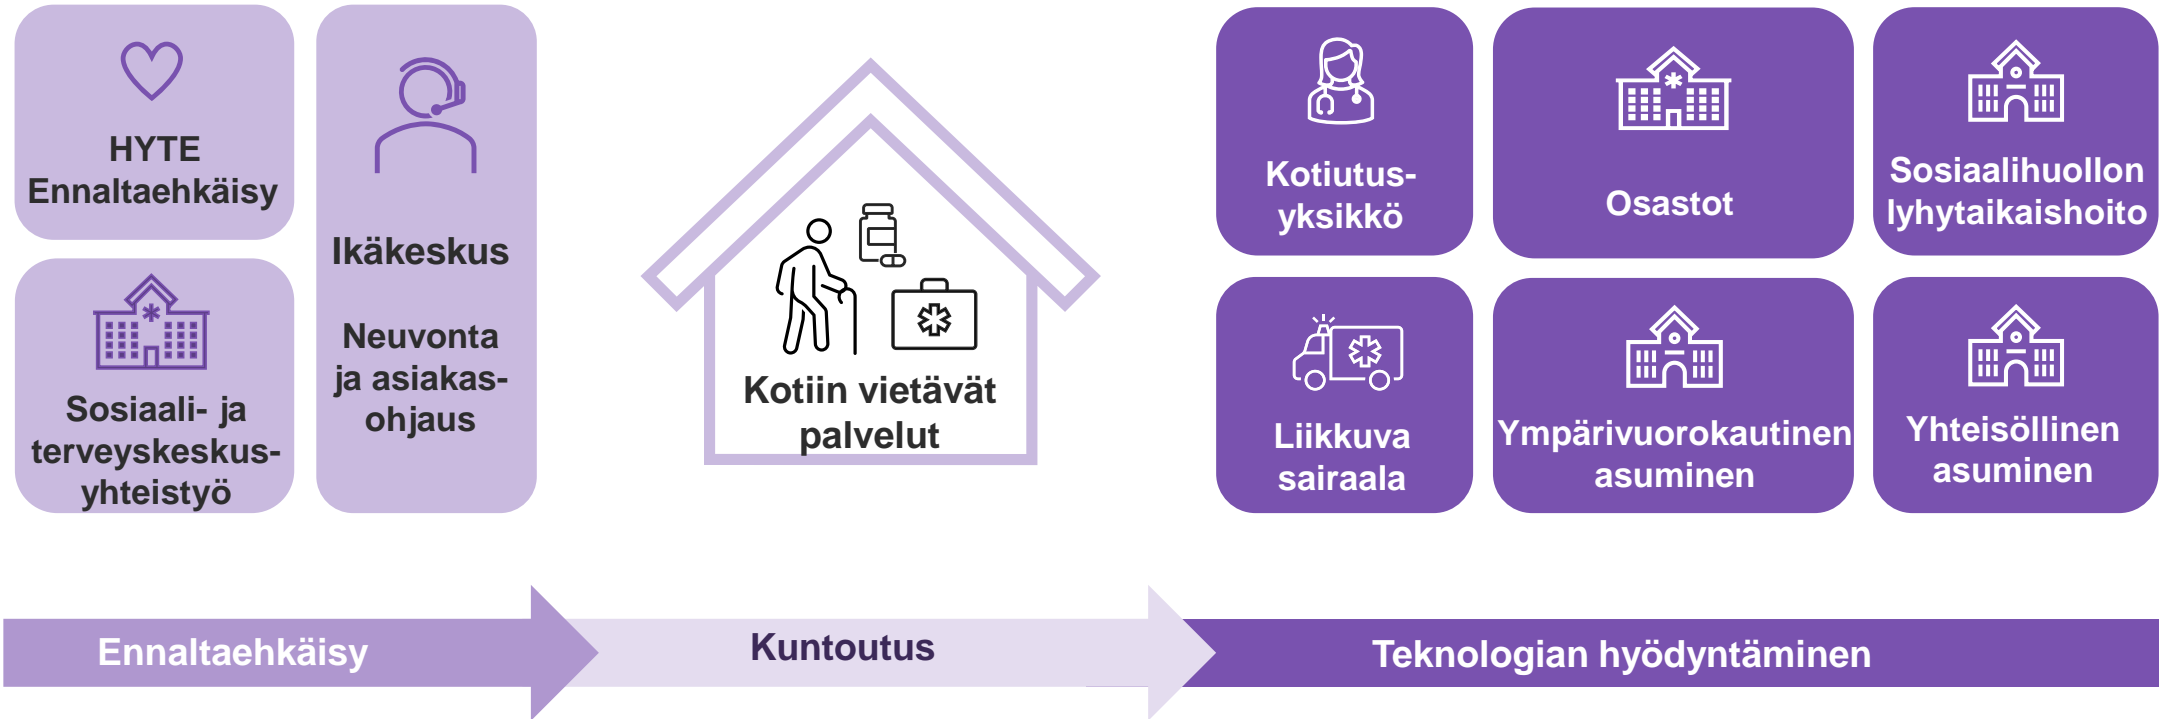 HYTE
Ennaltaehkäisy
Sosiaali- ja
terveyskeskus-
yhteistyö
Ikäkeskus
Neuvonta
ja asiakas-
ohjaus
Kotiin vietävät
palvelut
Kotiutus-
yksikkö
Osastot
Sosiaalihuollon
lyhytaikaishoito
Liikkuva
sairaala
Ympärivuorokautinen
asuminen
Yhteisöllinen
asuminen
Ennaltaehkäisy
Kuntoutus
Teknologian hyödyntäminen